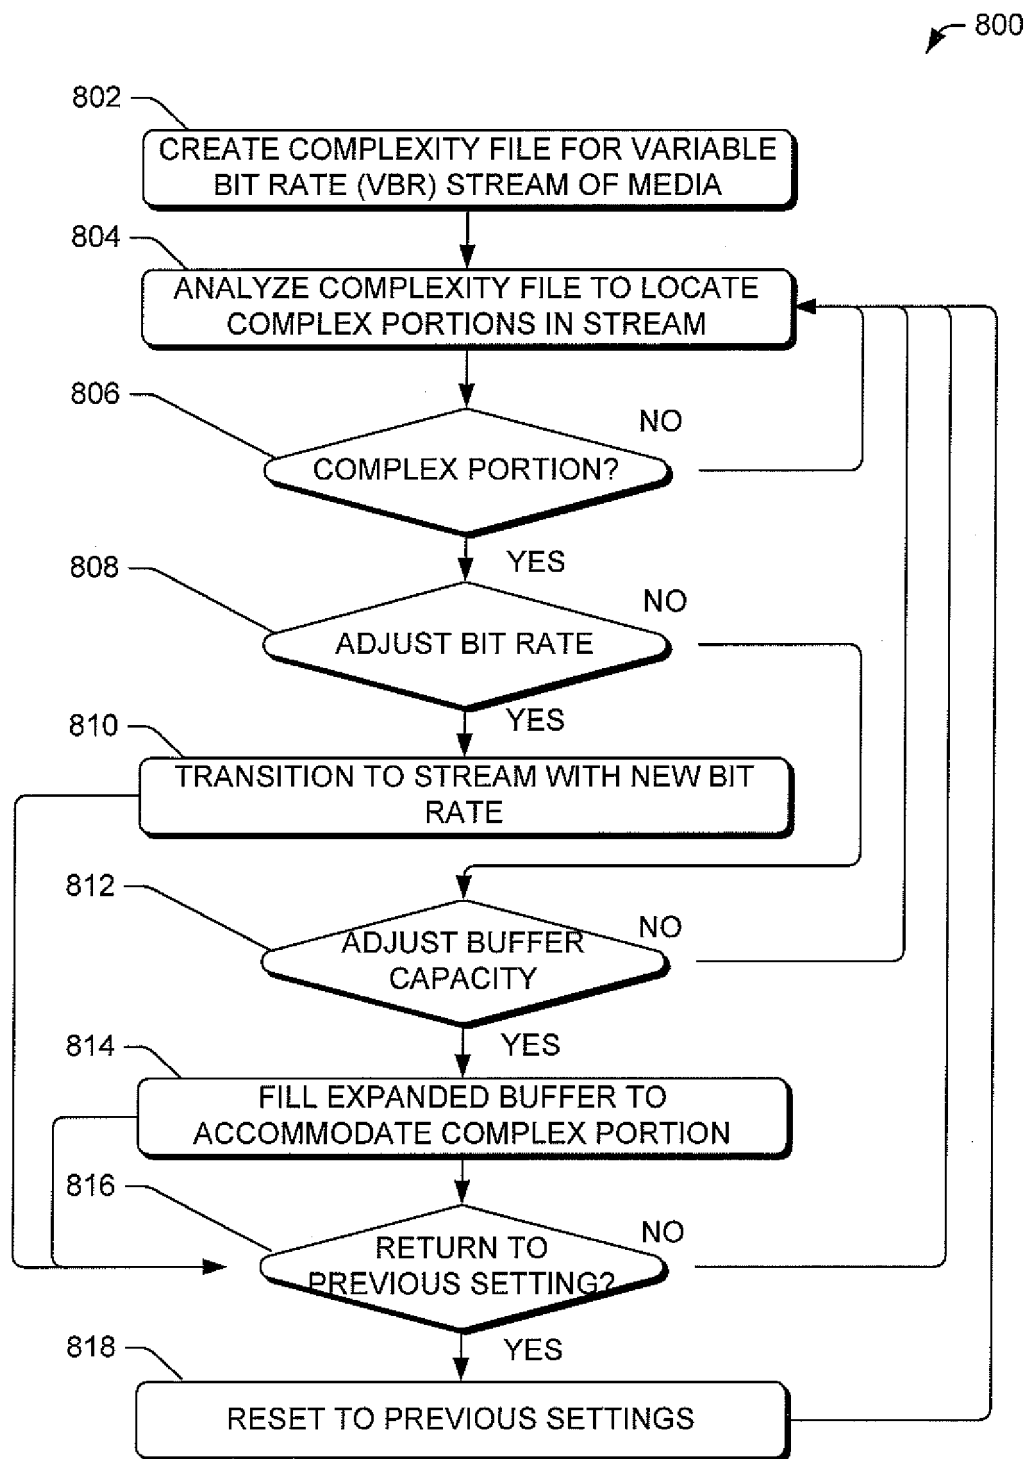 800
802
CREATE COMPLEXITY FILE FOR VARIABLE
BIT RATE (VBR) STREAM OF MEDIA
804
ANALYZE COMPLEXITY FILE TO LOCATE
COMPLEX PORTIONS IN STREAM
806
NO
COMPLEX PORTION?
YES
808
NO
ADJUST BIT RATE
YES
810
TRANSITION TO STREAM WITH NEW BIT
RATE
812
NO
ADJUST BUFFER
CAPACITY
YES
814
FILL EXPANDED BUFFER TO
ACCOMMODATE COMPLEX PORTION
816
NO
RETURN TO
PREVIOUS SETTING?
YES
818
RESET TO PREVIOUS SETTINGS